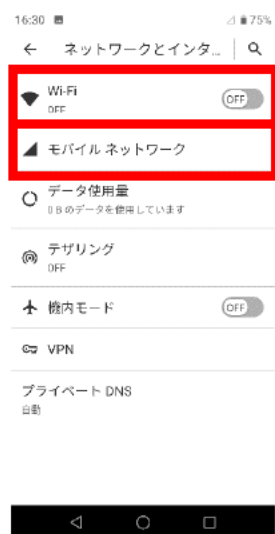 16:30 75%
ネットワークとインタ...
Wi-Fi
OFF
OFF
モバイル ネットワーク
データ使用量
0 B のデータを使用しています
テザリング
OFF
機内モード
OFF
VPN
プライベート DNS
自動